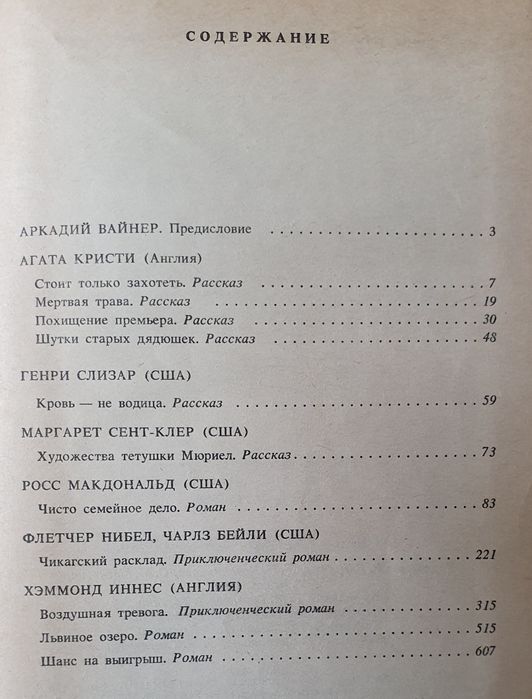 СОДЕРЖАНИЕ
АРКАДИЙ ВАЙНЕР. Предисловие . . . . . . . . . . . . . . . . . . . . . . . 3
АГАТА КРИСТИ (Англия)
Стоит только захотеть. Рассказ . . . . . . . . . . . . . . . . . . . . . . . 7
Мертвая трава. Рассказ . . . . . . . . . . . . . . . . . . . . . . . . . . . 19
Похищение премьера. Рассказ . . . . . . . . . . . . . . . . . . . . . . . 30
Шутки старых дядюшек. Рассказ . . . . . . . . . . . . . . . . . . . . . 48
ГЕНРИ СЛИЗАР (США)
Кровь — не водица. Рассказ . . . . . . . . . . . . . . . . . . . . . . . . 59
МАРГАРЕТ СЕНТ-КЛЕР (США)
Художества тетушки Мюриел. Рассказ. . . . . . . . . . . . . . . . . . . 73
РОСС МАКДОНАЛЬД (США)
Чисто семейное дело. Роман . . . . . . . . . . . . . . . . . . . . . . . . 83
ФЛЕТЧЕР НИБЕЛ, ЧАРЛЗ БЕЙЛИ (США)
Чикагский расклад. Приключенческий роман . . . . . . . . . . . . . . 221
ХЭММОНД ИННЕС (АНГЛИЯ)
Воздушная тревога. Приключенческий роман . . . . . . . . . . . . . 315
Львиное озеро. Роман . . . . . . . . . . . . . . . . . . . . . . . . . . . . 515
Шанс на выигрыш. Роман . . . . . . . . . . . . . . . . . . . . . . . . . 607